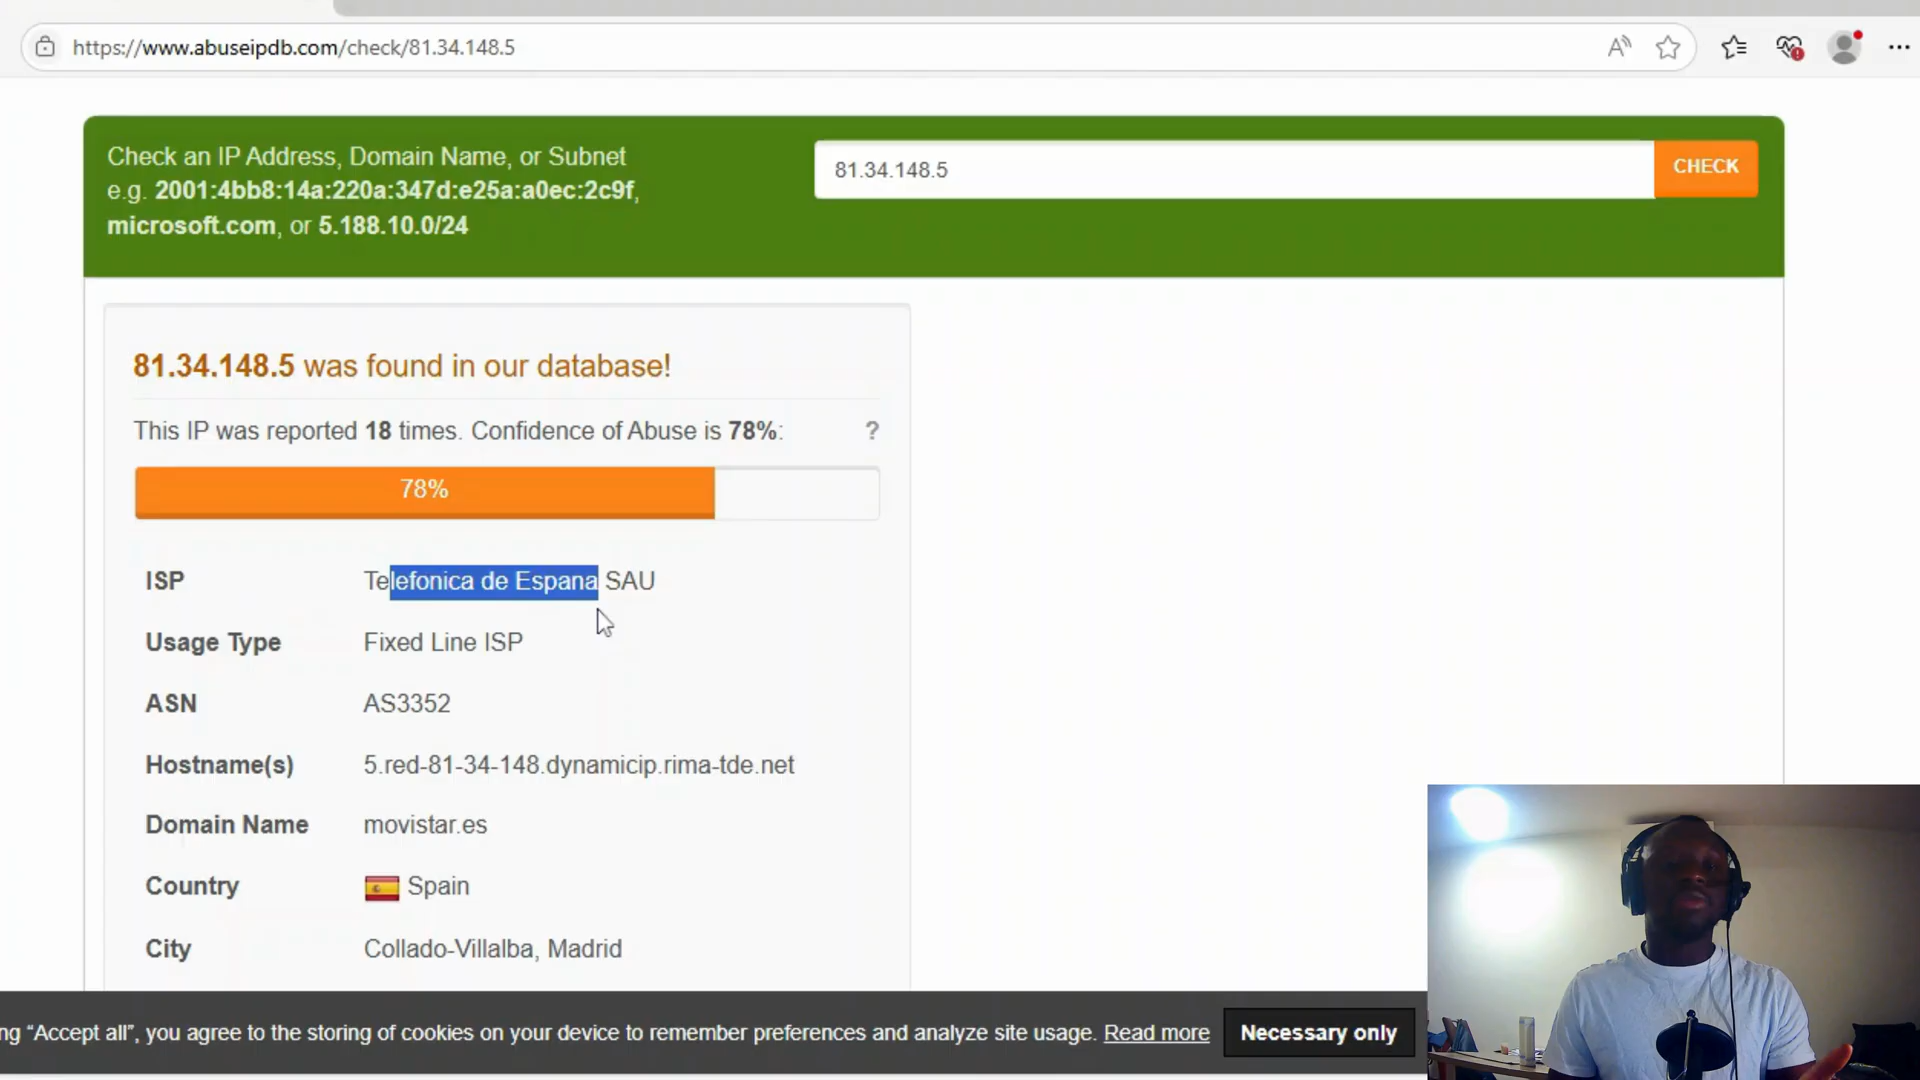 https://www.abuseipdb.com/check/81.34.148.5
Check an IP Address, Domain Name, or Subnet
e.g. 2001:4bb8:14a:220a:347d:e25a:a0ec:2c9f,
microsoft.com, or 5.188.10.0/24
81.34.148.5
CHECK
81.34.148.5 was found in our database!
This IP was reported 18 times. Confidence of Abuse is 78%: ?
78%
ISP Telefonica de Espana SAU
Usage Type Fixed Line ISP
ASN AS3352
Hostname(s) 5.red-81-34-148.dynamicip.rima-tde.net
Domain Name movistar.es
Country Spain
City Collado-Villalba, Madrid
ng “Accept all”, you agree to the storing of cookies on your device to remember preferences and analyze site usage. Read more
Necessary only